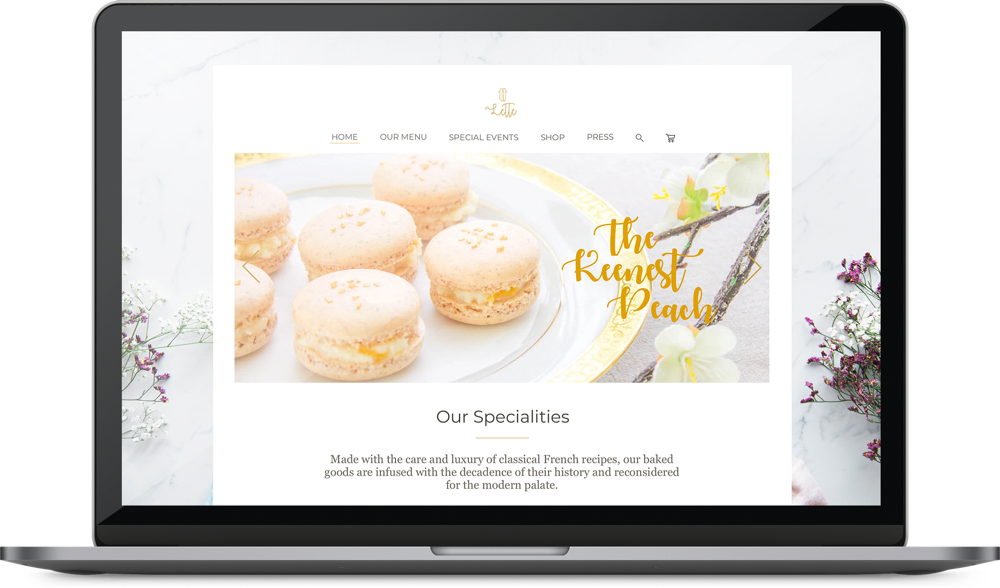 Lette
HOME OUR MENU SPECIAL EVENTS SHOP PRESS
The
Keenest
Peach
Our Specialities
Made with the care and luxury of classical French recipes, our baked
goods are infused with the decadence of their history and reconsidered
for the modern palate.